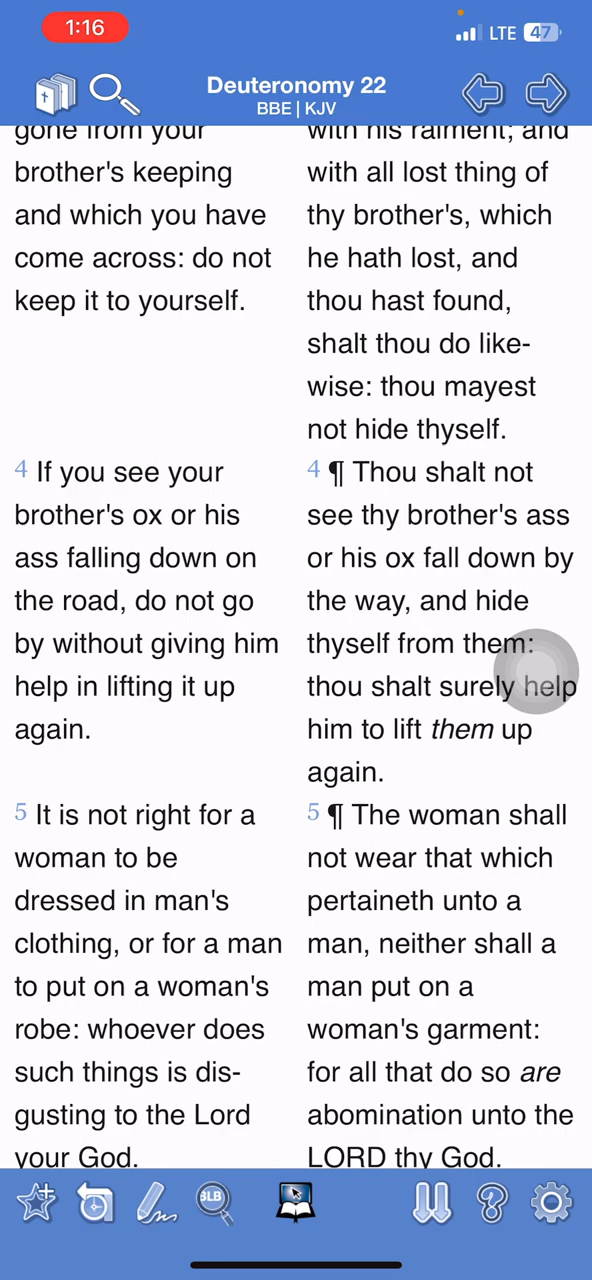 1:16
LTE 47
Deuteronomy 22
BBE | KJV
gone from your
brother's keeping
and which you have
come across: do not
keep it to yourself.
with his raiment; and
with all lost thing of
thy brother's, which
he hath lost, and
thou hast found,
shalt thou do like-
wise: thou mayest
not hide thyself.
4 If you see your
brother's ox or his
ass falling down on
the road, do not go
by without giving him
help in lifting it up
again.
4 ¶ Thou shalt not
see thy brother's ass
or his ox fall down by
the way, and hide
thyself from them:
thou shalt surely help
him to lift them up
again.
5 It is not right for a
woman to be
dressed in man's
clothing, or for a man
to put on a woman's
robe: whoever does
such things is dis-
gusting to the Lord
your God.
5 ¶ The woman shall
not wear that which
pertaineth unto a
man, neither shall a
man put on a
woman's garment:
for all that do so are
abomination unto the
LORD thy God.
BLB